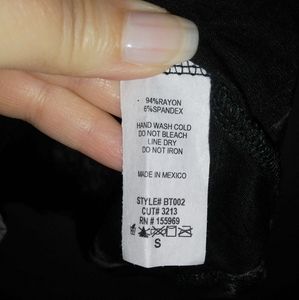 94%RAYON
6%SPANDEX
HAND WASH COLD
DO NOT BLEACH
LINE DRY
DO NOT IRON
MADE IN MEXICO
STYLE# BT002
CUT# 3213
RN # 155969
S